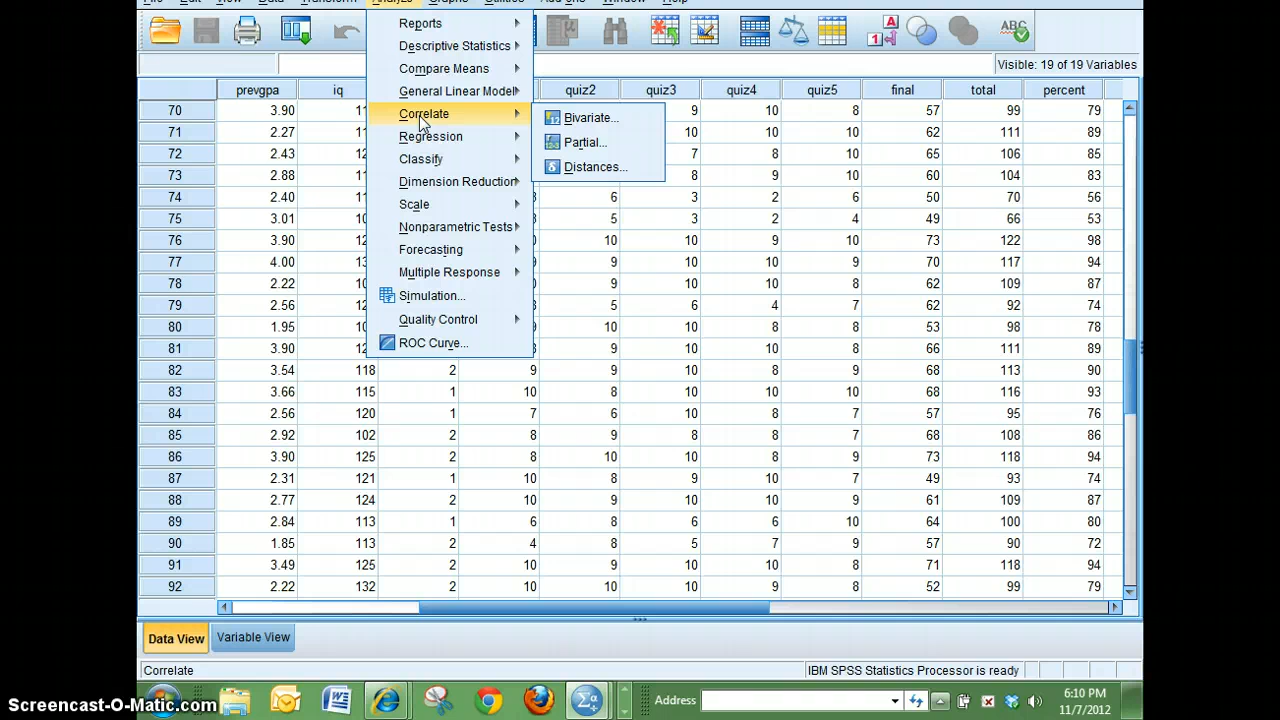 File Edit View Data Transform Analyze Graphs Utilities Add-ons Window Help
Visible: 19 of 19 Variables
Reports
Descriptive Statistics
Compare Means
General Linear Model
Correlate
Regression
Classify
Dimension Reduction
Scale
Nonparametric Tests
Forecasting
Multiple Response
Simulation...
Quality Control
ROC Curve...
Bivariate...
Partial...
Distances...
prevgpa iq quiz2 quiz3 quiz4 quiz5 final total percent
70 3.90 9 10 8 57 99 79
71 2.27 10 10 10 62 111 89
72 2.43 7 8 10 65 106 85
73 2.88 8 9 10 60 104 83
74 2.40 6 3 2 6 50 70 56
75 3.01 5 3 2 4 49 66 53
76 3.90 10 10 9 10 73 122 98
77 4.00 9 10 10 9 70 117 94
78 2.22 9 10 10 8 62 109 87
79 2.56 5 6 4 7 62 92 74
80 1.95 10 10 8 8 53 98 78
81 3.90 9 10 10 8 66 111 89
82 3.54 118 2 9 9 10 8 9 68 113 90
83 3.66 115 1 10 8 10 10 10 68 116 93
84 2.56 120 1 7 6 10 8 7 57 95 76
85 2.92 102 2 8 9 8 8 7 68 108 86
86 3.90 125 2 8 10 10 8 9 73 118 94
87 2.31 121 1 10 8 9 10 7 49 93 74
88 2.77 124 2 10 9 10 10 9 61 109 87
89 2.84 113 1 6 8 6 6 10 64 100 80
90 1.85 113 2 4 8 5 7 9 57 90 72
91 3.49 125 2 10 9 10 10 8 71 118 94
92 2.22 132 2 10 10 10 9 8 52 99 79
Data View Variable View
Correlate IBM SPSS Statistics Processor is ready
Screencast-O-Matic.com
Address
6:10 PM
11/7/2012